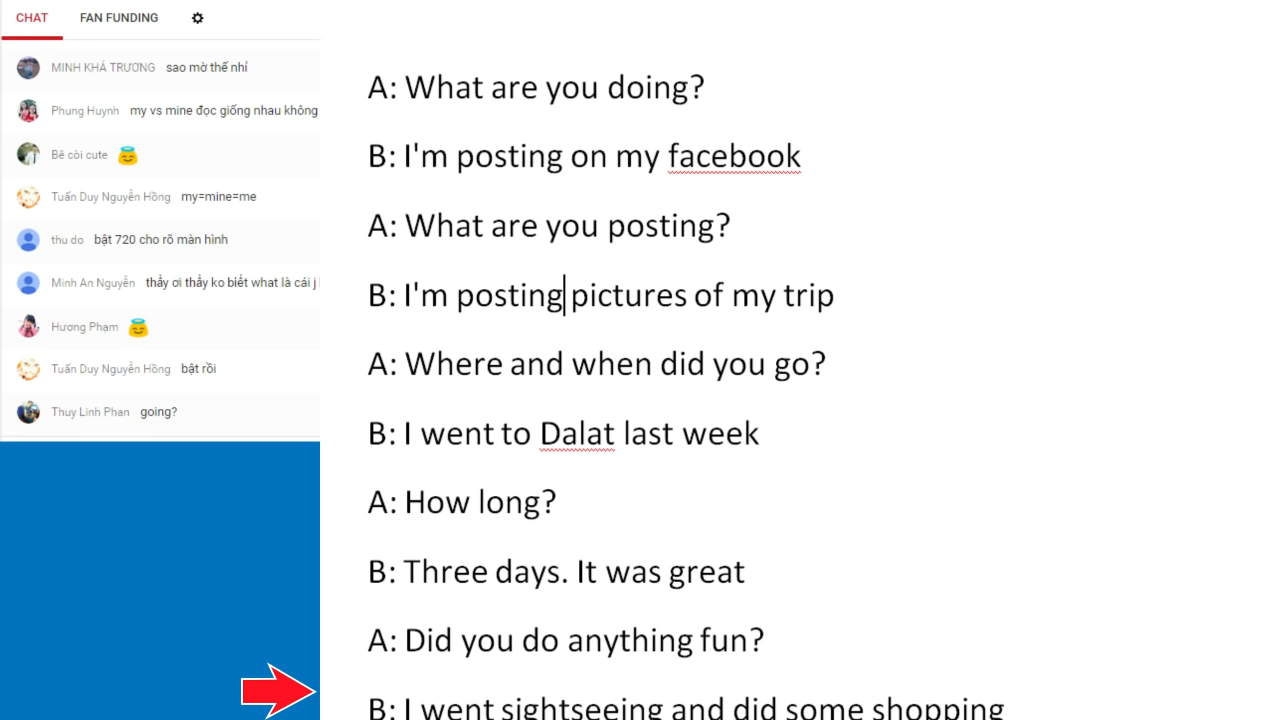 CHAT FAN FUNDING
MINH KHÁ TRƯƠNG sao mờ thế nhỉ
Phung Huynh my vs mine đọc giống nhau không
Bê còi cute
Tuấn Duy Nguyễn Hồng my=mine=me
thu do bật 720 cho rõ màn hình
Minh An Nguyễn thầy ơi thầy ko biết what là cái j
Hương Phạm
Tuấn Duy Nguyễn Hồng bật rồi
Thuy Linh Phan going?
A: What are you doing?
B: I'm posting on my facebook
A: What are you posting?
B: I'm posting pictures of my trip
A: Where and when did you go?
B: I went to Dalat last week
A: How long?
B: Three days. It was great
A: Did you do anything fun?
B: I went sightseeing and did some shopping